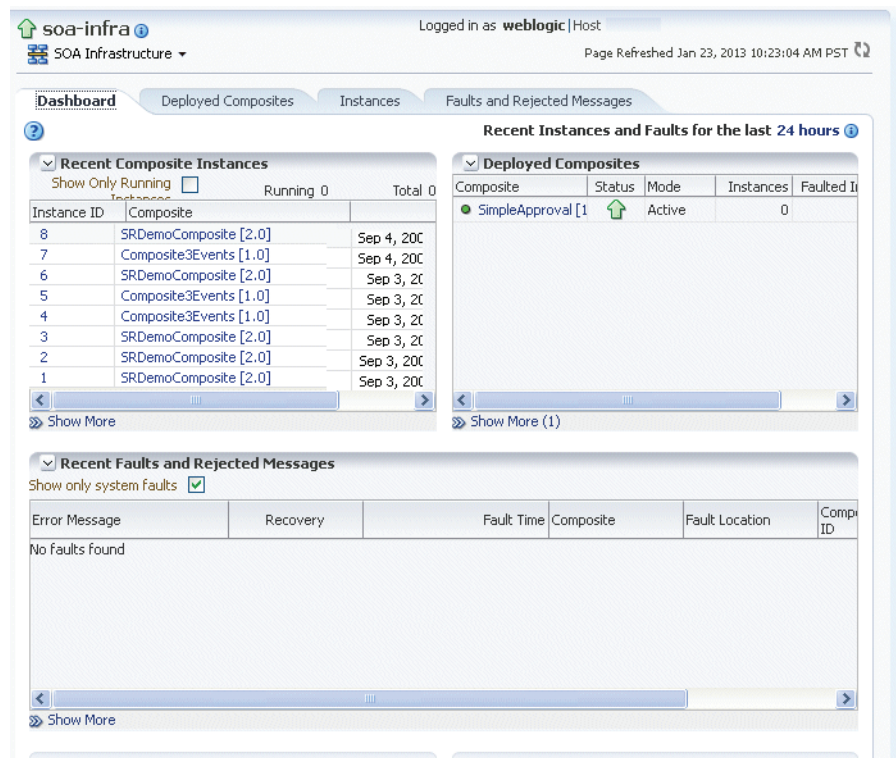 soa-infra
Logged in as weblogic|Host
SOA Infrastructure
Page Refreshed Jan 23, 2013 10:23:04 AM PST
Dashboard Deployed Composites Instances Faults and Rejected Messages
Recent Instances and Faults for the last 24 hours
Recent Composite Instances
Show Only Running Instances Running 0 Total 0
Instance ID Composite
8 SRDemoComposite [2.0] Sep 4, 200
7 Composite3Events [1.0] Sep 4, 200
6 SRDemoComposite [2.0] Sep 3, 20
5 Composite3Events [1.0] Sep 3, 20
4 Composite3Events [1.0] Sep 3, 20
3 SRDemoComposite [2.0] Sep 3, 20
2 SRDemoComposite [2.0] Sep 3, 200
1 SRDemoComposite [2.0] Sep 3, 200
Show More
Deployed Composites
Composite Status Mode Instances Faulted In
SimpleApproval [1 Active 0
Show More (1)
Recent Faults and Rejected Messages
Show only system faults
Error Message Recovery Fault Time Composite Fault Location Compo
ID
No faults found
Show More